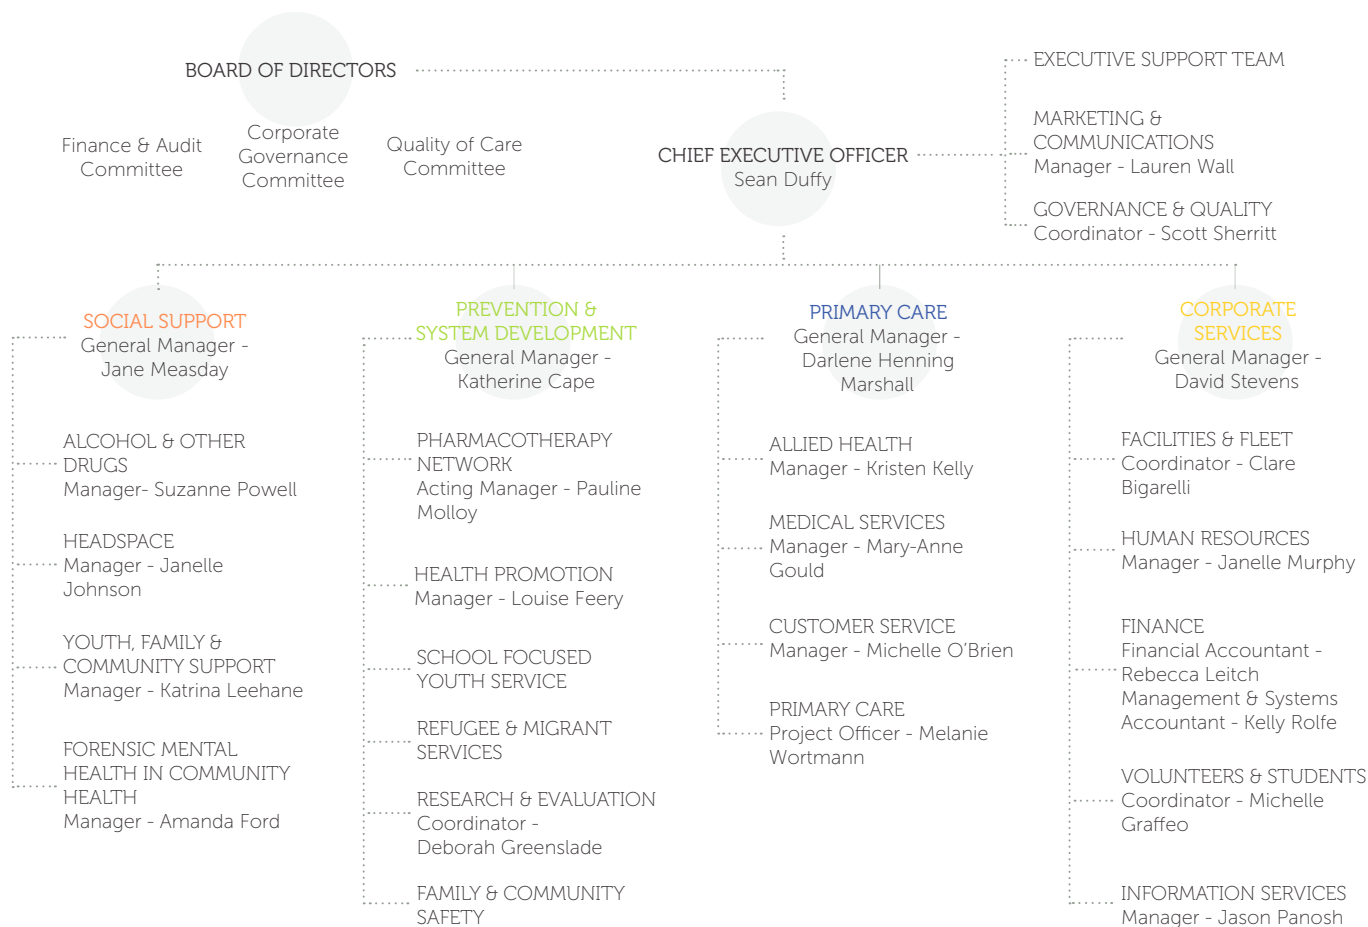 BOARD OF DIRECTORS
Finance & Audit
Committee
Corporate
Governance
Committee
Quality of Care
Committee
CHIEF EXECUTIVE OFFICER
Sean Duffy
EXECUTIVE SUPPORT TEAM
MARKETING &
COMMUNICATIONS
Manager - Lauren Wall
GOVERNANCE & QUALITY
Coordinator - Scott Sherritt
SOCIAL SUPPORT
General Manager -
Jane Measday
ALCOHOL & OTHER
DRUGS
Manager- Suzanne Powell
HEADSPACE
Manager - Janelle
Johnson
YOUTH, FAMILY &
COMMUNITY SUPPORT
Manager - Katrina Leehane
FORENSIC MENTAL
HEALTH IN COMMUNITY
HEALTH
Manager - Amanda Ford
PREVENTION &
SYSTEM DEVELOPMENT
General Manager -
Katherine Cape
PHARMACOTHERAPY
NETWORK
Acting Manager - Pauline
Molloy
HEALTH PROMOTION
Manager - Louise Feery
SCHOOL FOCUSED
YOUTH SERVICE
REFUGEE & MIGRANT
SERVICES
RESEARCH & EVALUATION
Coordinator -
Deborah Greenslade
FAMILY & COMMUNITY
SAFETY
PRIMARY CARE
General Manager -
Darlene Henning
Marshall
ALLIED HEALTH
Manager - Kristen Kelly
MEDICAL SERVICES
Manager - Mary-Anne
Gould
CUSTOMER SERVICE
Manager - Michelle O’Brien
PRIMARY CARE
Project Officer - Melanie
Wortmann
CORPORATE
SERVICES
General Manager -
David Stevens
FACILITIES & FLEET
Coordinator - Clare
Bigarelli
HUMAN RESOURCES
Manager - Janelle Murphy
FINANCE
Financial Accountant -
Rebecca Leitch
Management & Systems
Accountant - Kelly Rolfe
VOLUNTEERS & STUDENTS
Coordinator - Michelle
Graffeo
INFORMATION SERVICES
Manager - Jason Panosh